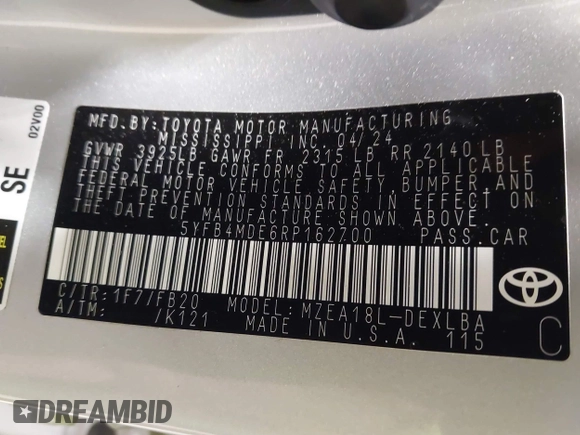 MFD.BY:TOYOTA MOTOR MANUFACTURING
MISSISSIPPI INC. 04/24
GVWR 3925LB GAWR FR 2315 LB RR 2140 LB
THIS VEHICLE CONFORMS TO ALL APPLICABLE
FEDERAL MOTOR VEHICLE SAFETY, BUMPER, AND
THEFT PREVENTION STANDARDS IN EFFECT ON
THE DATE OF MANUFACTURE SHOWN ABOVE.
5YFB4MDE6RP162700 PASS.CAR
C/TR:1F7/FB20 MODEL:MZEA18L-DEXLBA
A/TM: /K121 MADE IN U.S.A. 115
C
02V00
SE
DREAMBID